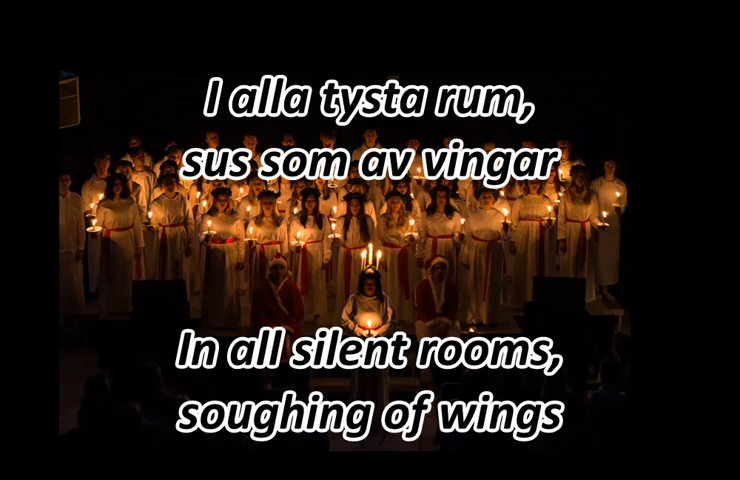 I alla tysta rum,
sus som av vingar
In all silent rooms,
soughing of wings